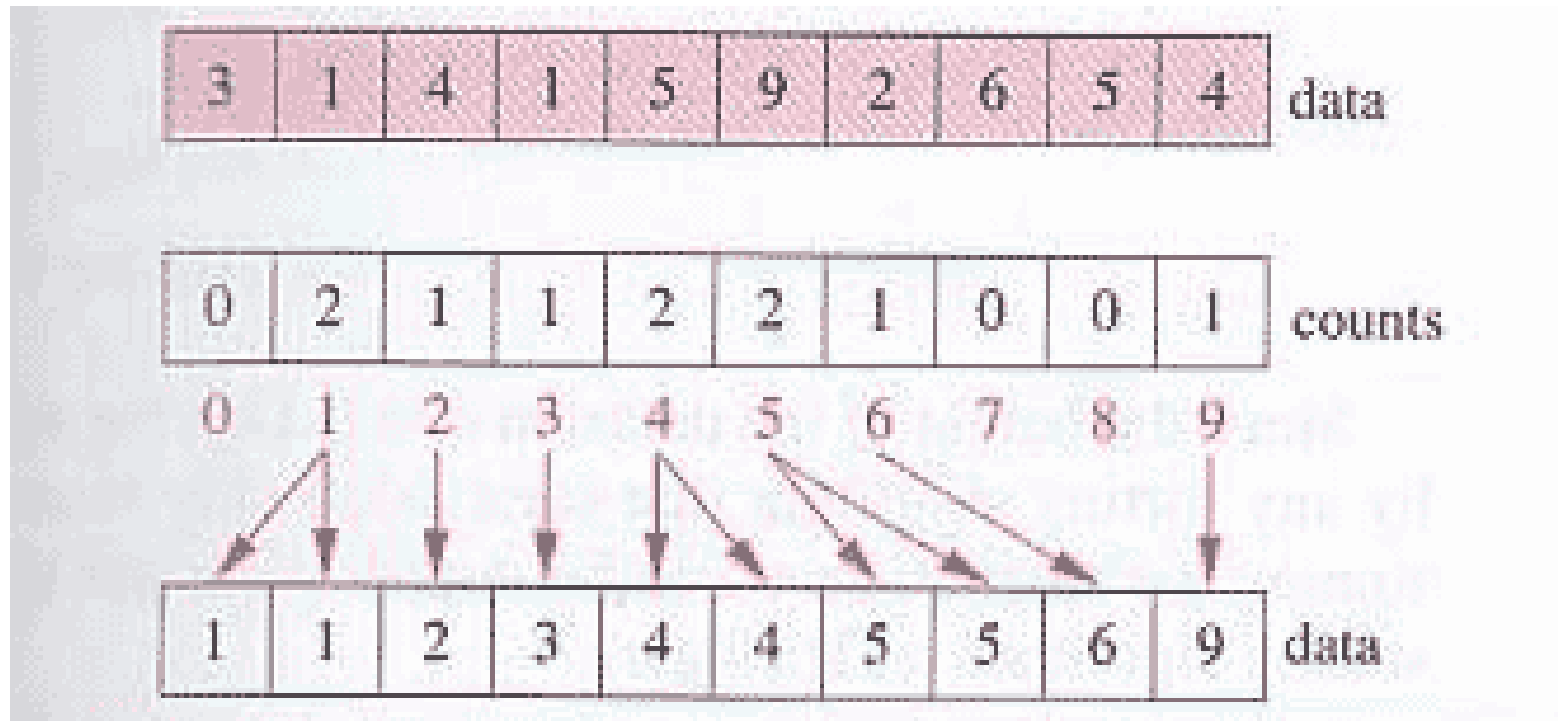 3 1 4 1 5 9 2 6 5 4 data
0 2 1 1 2 2 1 0 0 1 counts
0 1 2 3 4 5 6 7 8 9
1 1 2 3 4 4 5 5 6 9 data